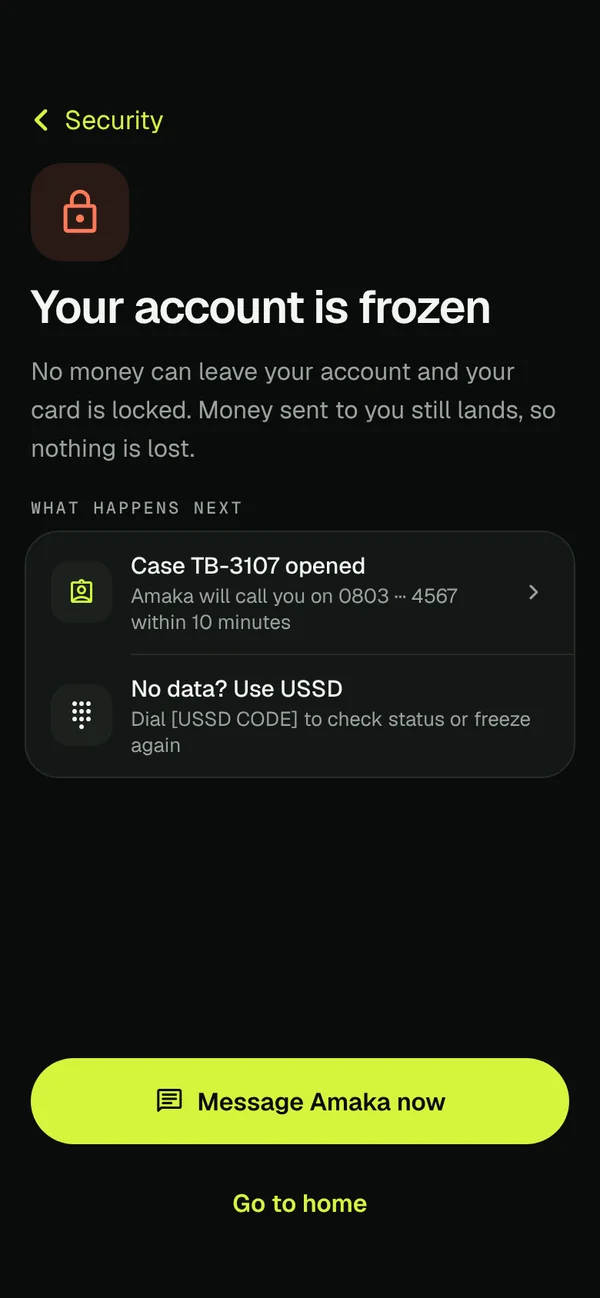 Security
Your account is frozen
No money can leave your account and your
card is locked. Money sent to you still lands, so
nothing is lost.
WHAT HAPPENS NEXT
Case TB-3107 opened
Amaka will call you on 0803 ··· 4567
within 10 minutes
No data? Use USSD
Dial [USSD CODE] to check status or freeze
again
Message Amaka now
Go to home